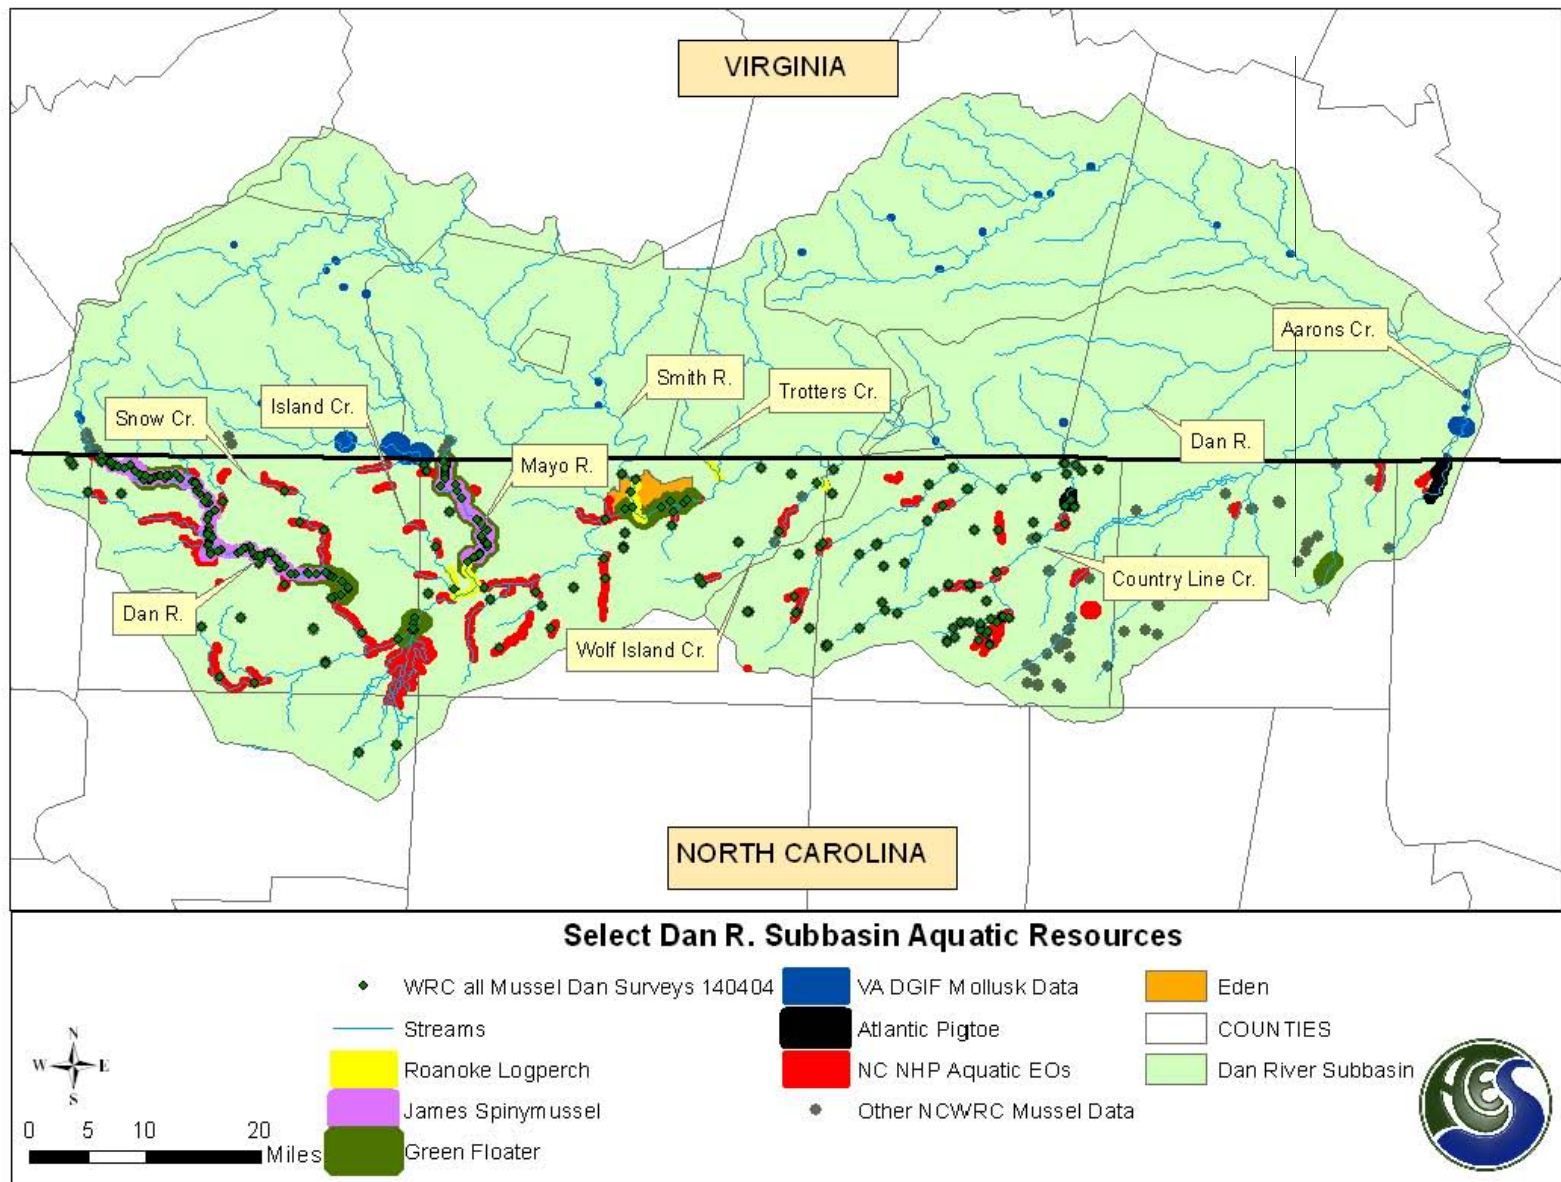 VIRGINIA
Aarons Cr.
Smith R.
Trotters Cr.
Island Cr.
Snow Cr.
Dan R.
Mayo R.
Country Line Cr.
Dan R.
Wolf Island Cr.
NORTH CAROLINA
Select Dan R. Subbasin Aquatic Resources
WRC all Mussel Dan Surveys 140404
Streams
Roanoke Logperch
James Spinymussel
Green Floater
VA DGIF Mollusk Data
Atlantic Pigtoe
NC NHP Aquatic EOs
Other NCWRC Mussel Data
Eden
COUNTIES
Dan River Subbasin
N
W E
S
0 5 10 20
Miles
HES